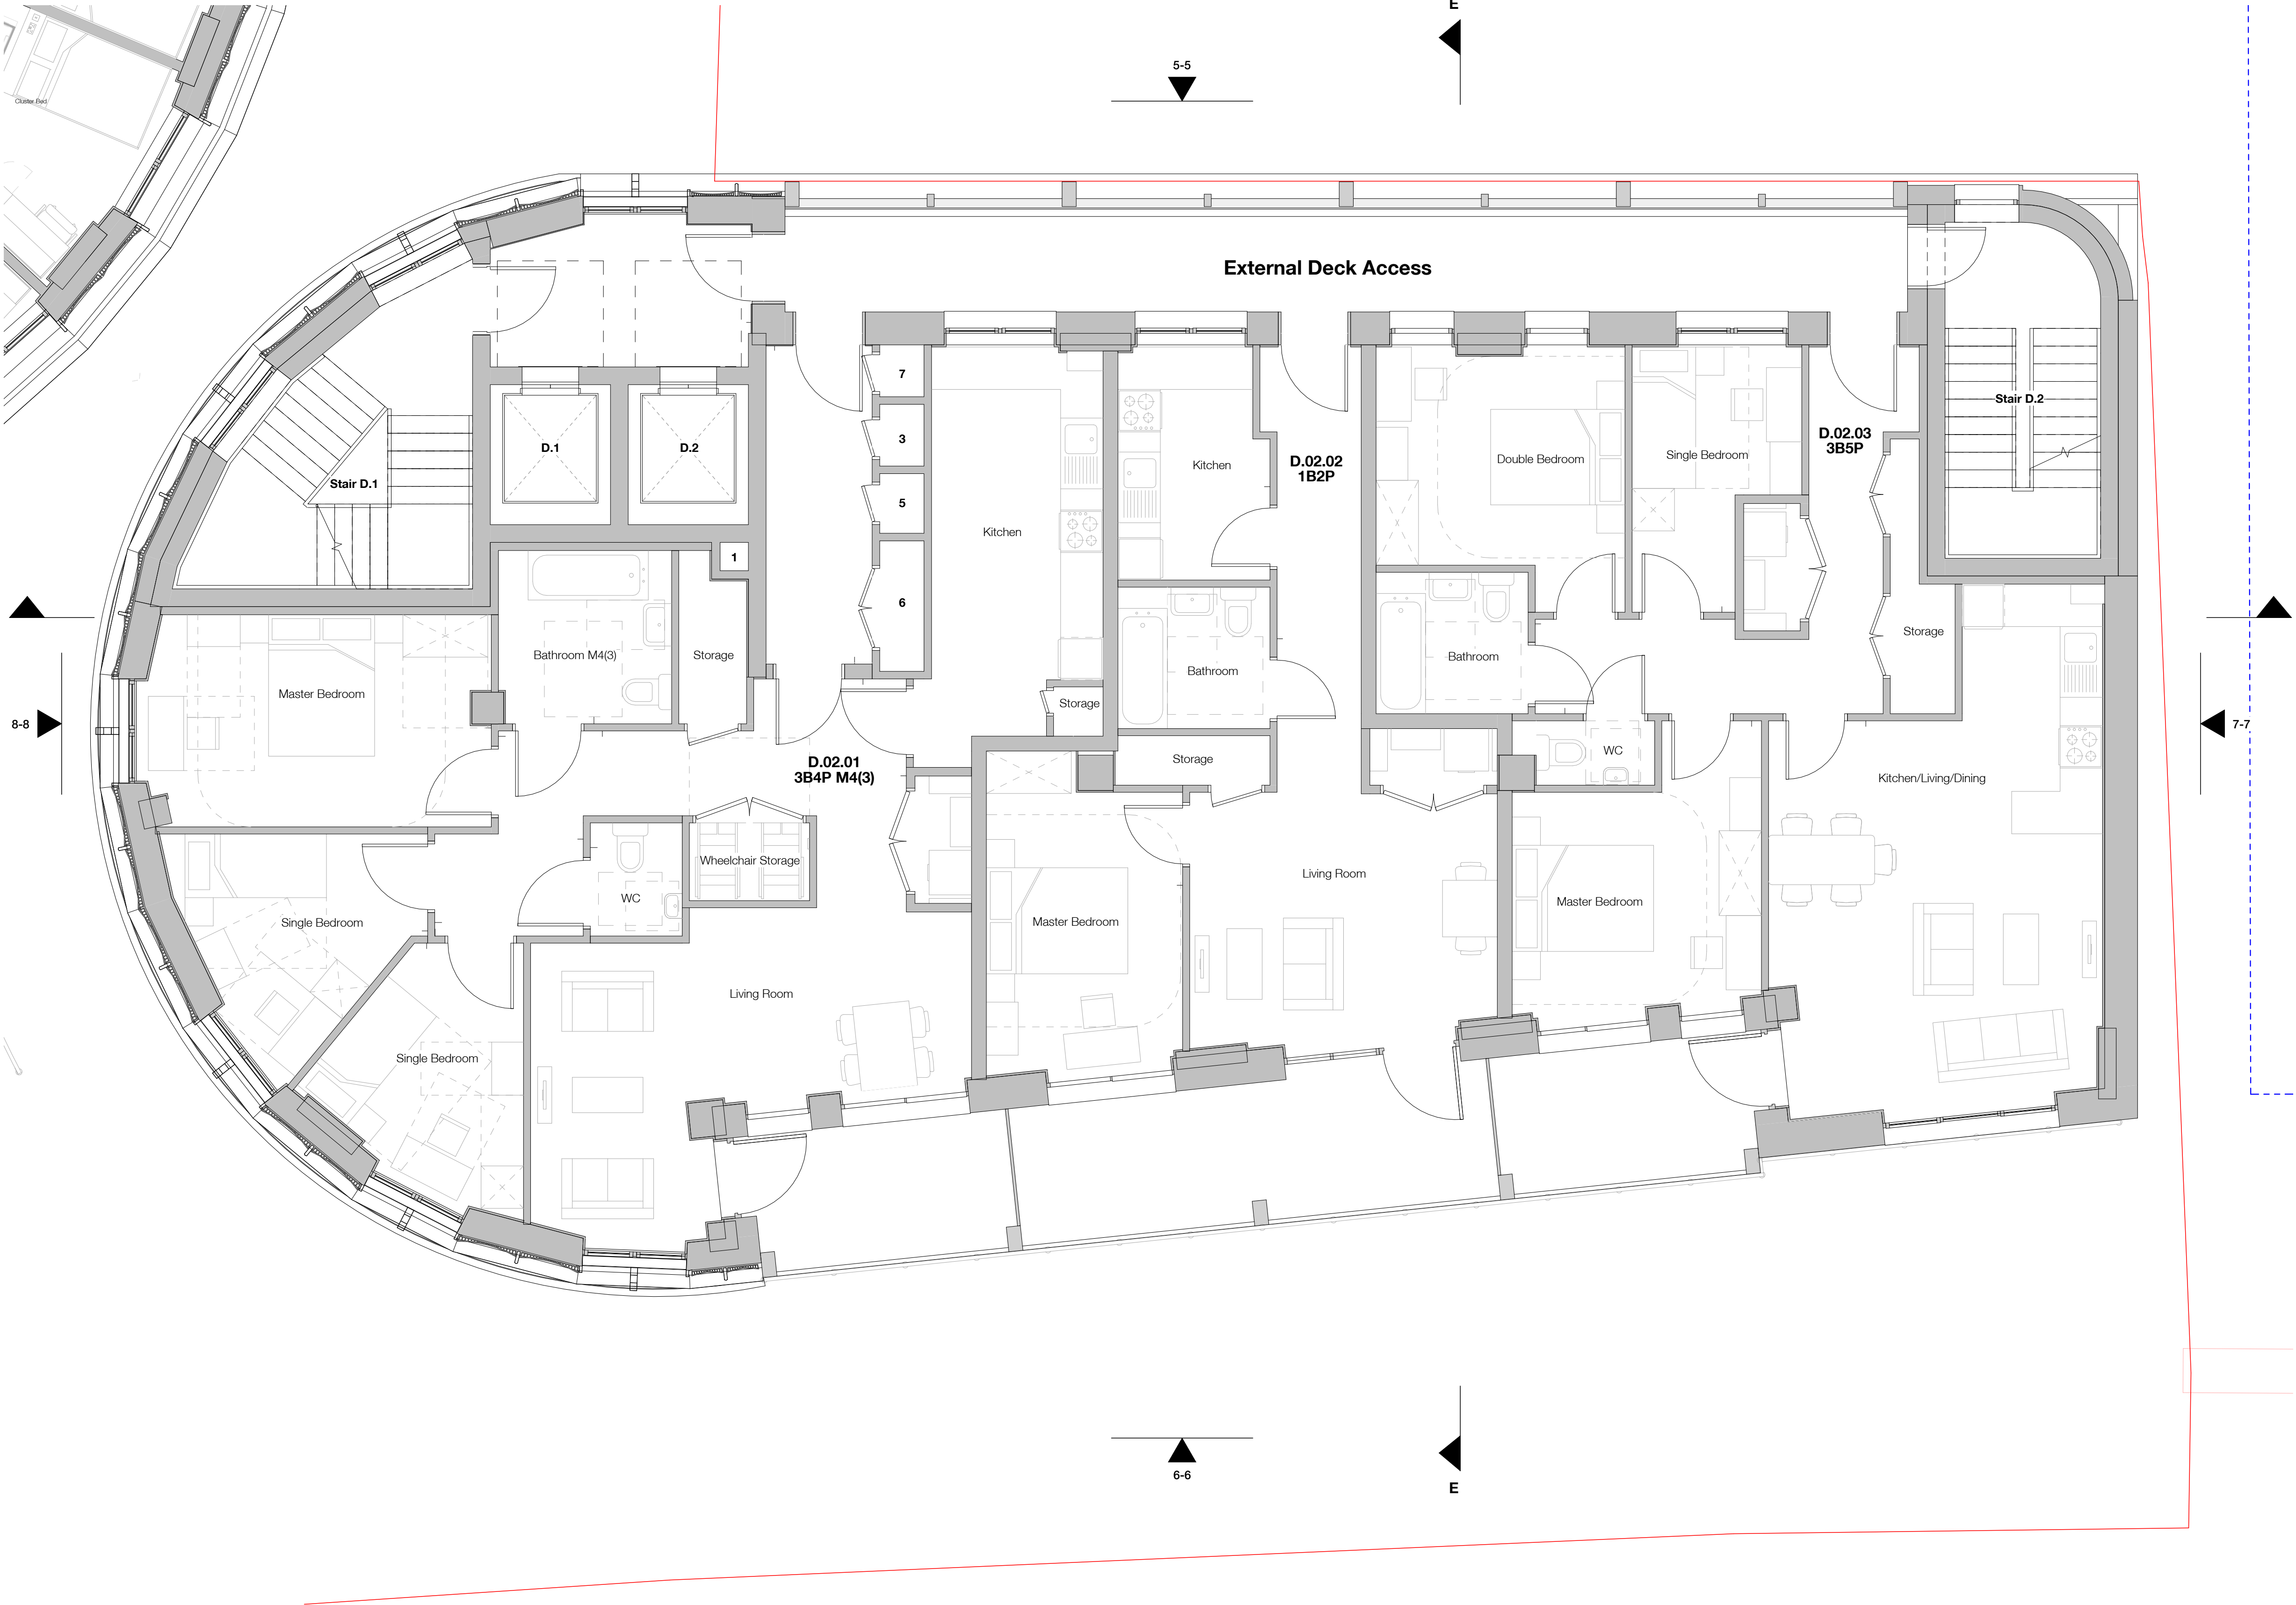 E
5-5
Cluster Bed.
External Deck Access
7
3
5
6
1
D.1
D.2
Stair D.1
Stair D.2
D.02.03
3B5P
D.02.02
1B2P
Double Bedroom
Single Bedroom
Kitchen
Kitchen
Storage
Bathroom M4(3)
Storage
Bathroom
Bathroom
Master Bedroom
Storage
8-8
7-7
WC
Storage
D.02.01
3B4P M4(3)
Kitchen/Living/Dining
Wheelchair Storage
Living Room
WC
Master Bedroom
Master Bedroom
Single Bedroom
Living Room
Single Bedroom
6-6
E